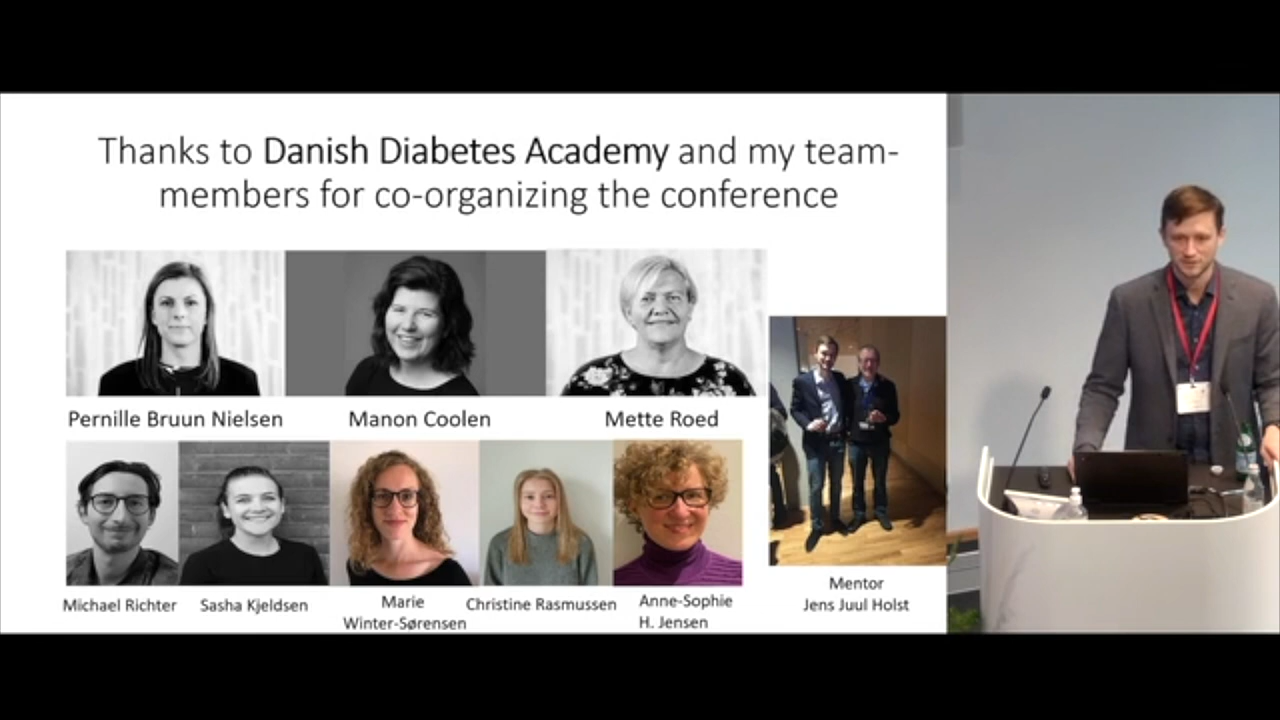 Thanks to Danish Diabetes Academy and my team-
members for co-organizing the conference
Pernille Bruun Nielsen
Manon Coolen
Mette Roed
Michael Richter
Sasha Kjeldsen
Marie
Winter-Sørensen
Christine Rasmussen
Anne-Sophie
H. Jensen
Mentor
Jens Juul Holst